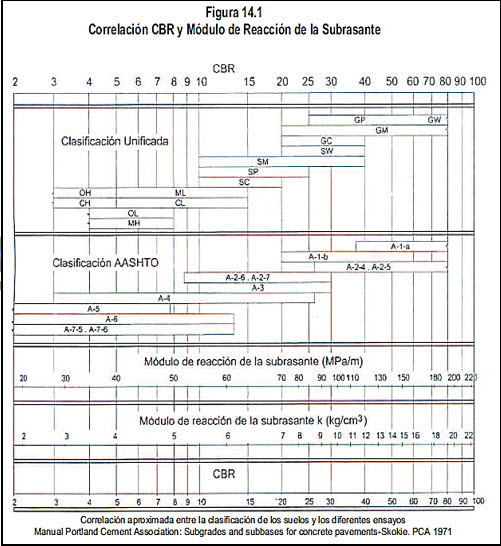 Figura 14.1
Correlación CBR y Módulo de Reacción de la Subrasante
CBR
2 3 4 5 6 7 8 9 10 15 20 25 30 40 50 60 70 80 100
Clasificación Unificada
GP GW
GM
GC
SW
SM
SP
SC
OH ML
CH CL
OL
MH
Clasificación AASHTO
A-1-a
A-1-b
A-2-4 . A-2-5
A-2-6 . A-2-7
A-3
A-4
A-5
A-6
A-7-5 . A-7-6
Módulo de reacción de la subrasante (MPa/m)
20 30 40 50 60 70 80 90 100 110 130 150 180 200 220
Módulo de reacción de la subrasante k (kg/cm³)
2 3 4 5 6 7 8 9 10 11 12 13 14 15 16 18 20 22
CBR
2 3 4 5 6 7 8 9 10 15 20 25 30 40 50 60 70 80 100
Correlación aproximada entre la clasificación de los suelos y los diferentes ensayos
Manual Portland Cement Association: Subgrades and subbases for concrete pavements-Skokie. PCA 1971